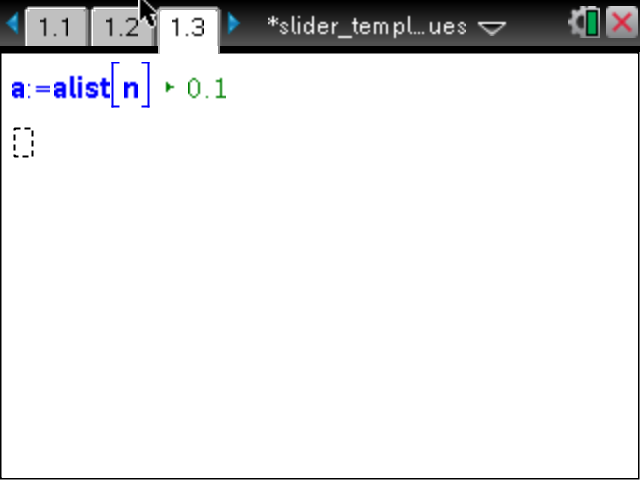 1.1 1.2 1.3 *slider_templ...ues
a:=alist[n] ▸ 0.1